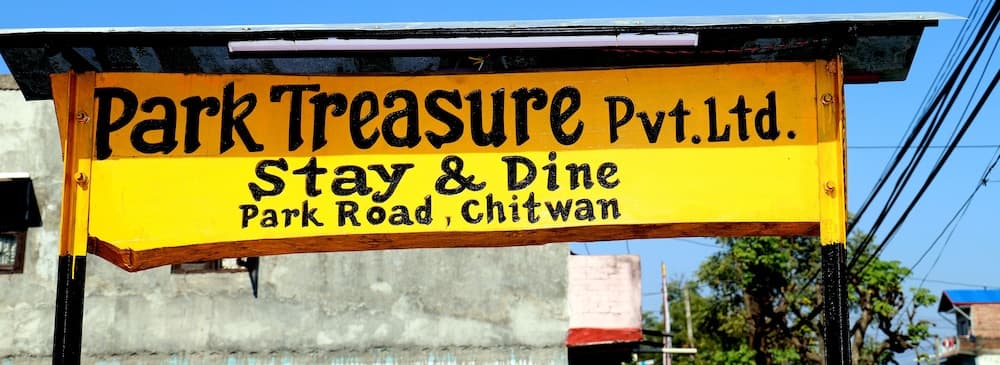 Park Treasure Pvt.Ltd.
Stay & Dine
Park Road, Chitwan